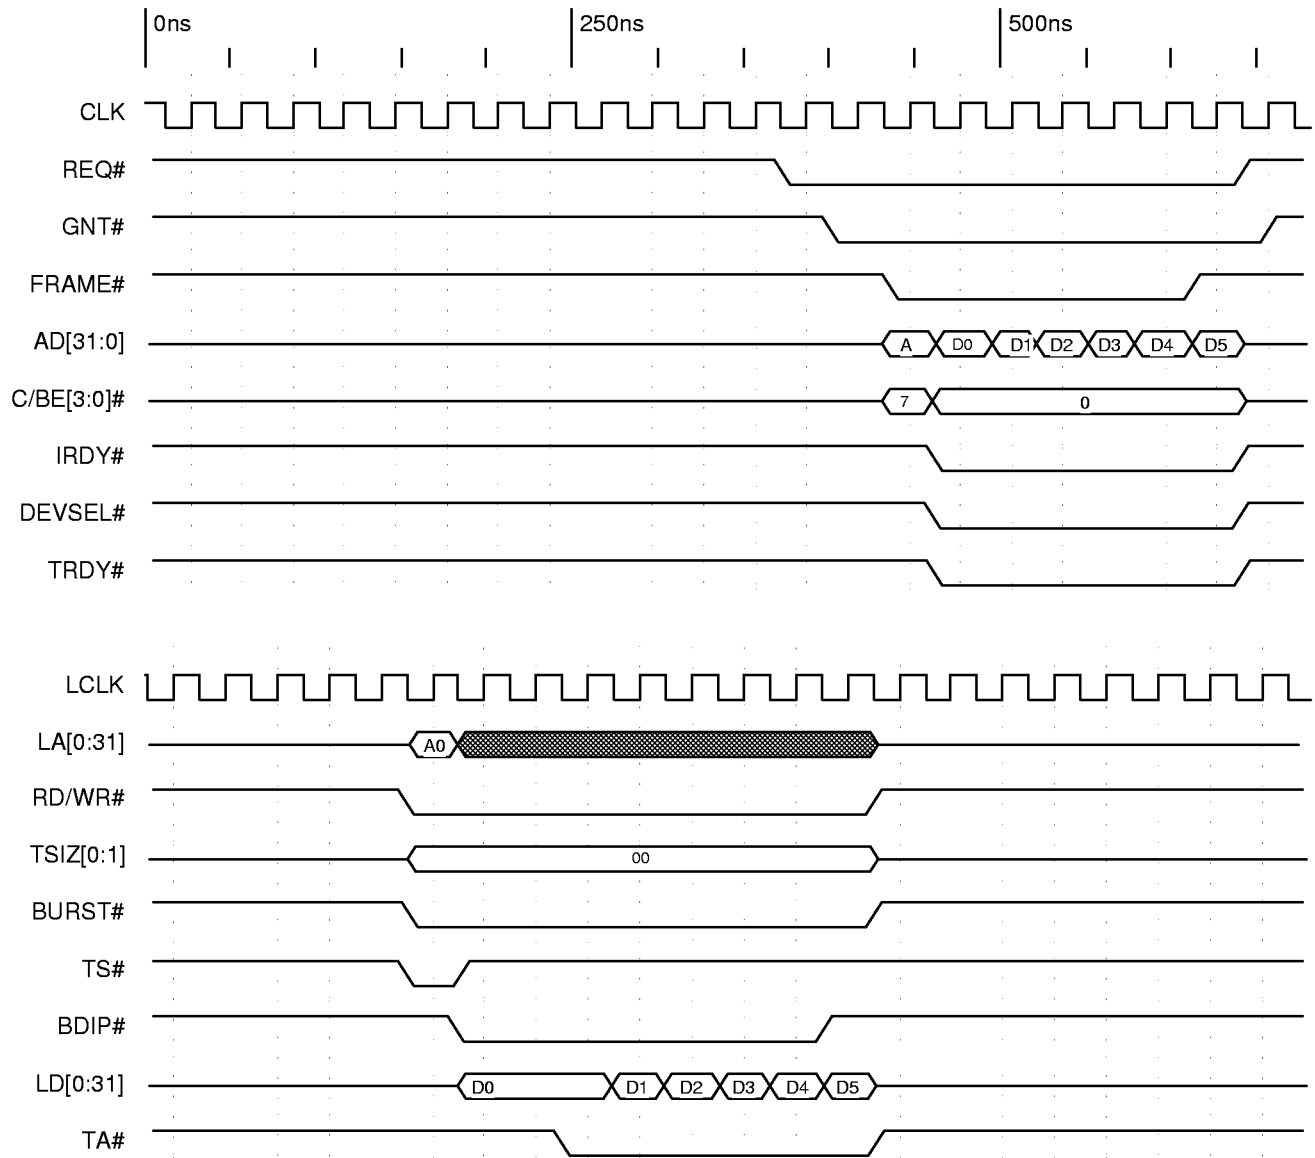 0ns 250ns 500ns
CLK
REQ#
GNT#
FRAME#
AD[31:0] A D0 D1 D2 D3 D4 D5
C/BE[3:0]# 7 0
IRDY#
DEVSEL#
TRDY#
LCLK
LA[0:31] A0
RD/WR#
TSIZ[0:1] 00
BURST#
TS#
BDIP#
LD[0:31] D0 D1 D2 D3 D4 D5
TA#